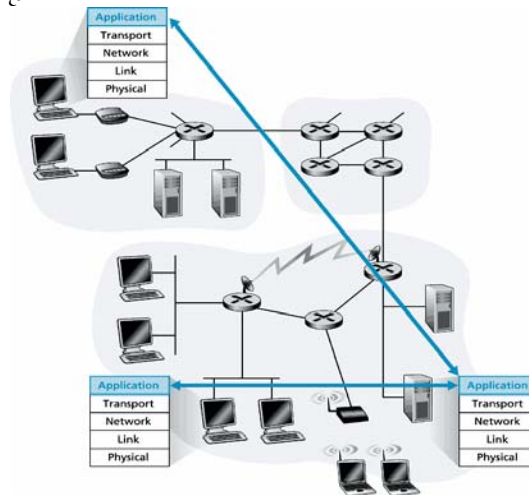 Application
Transport
Network
Link
Physical
Application
Transport
Network
Link
Physical
Application
Transport
Network
Link
Physical